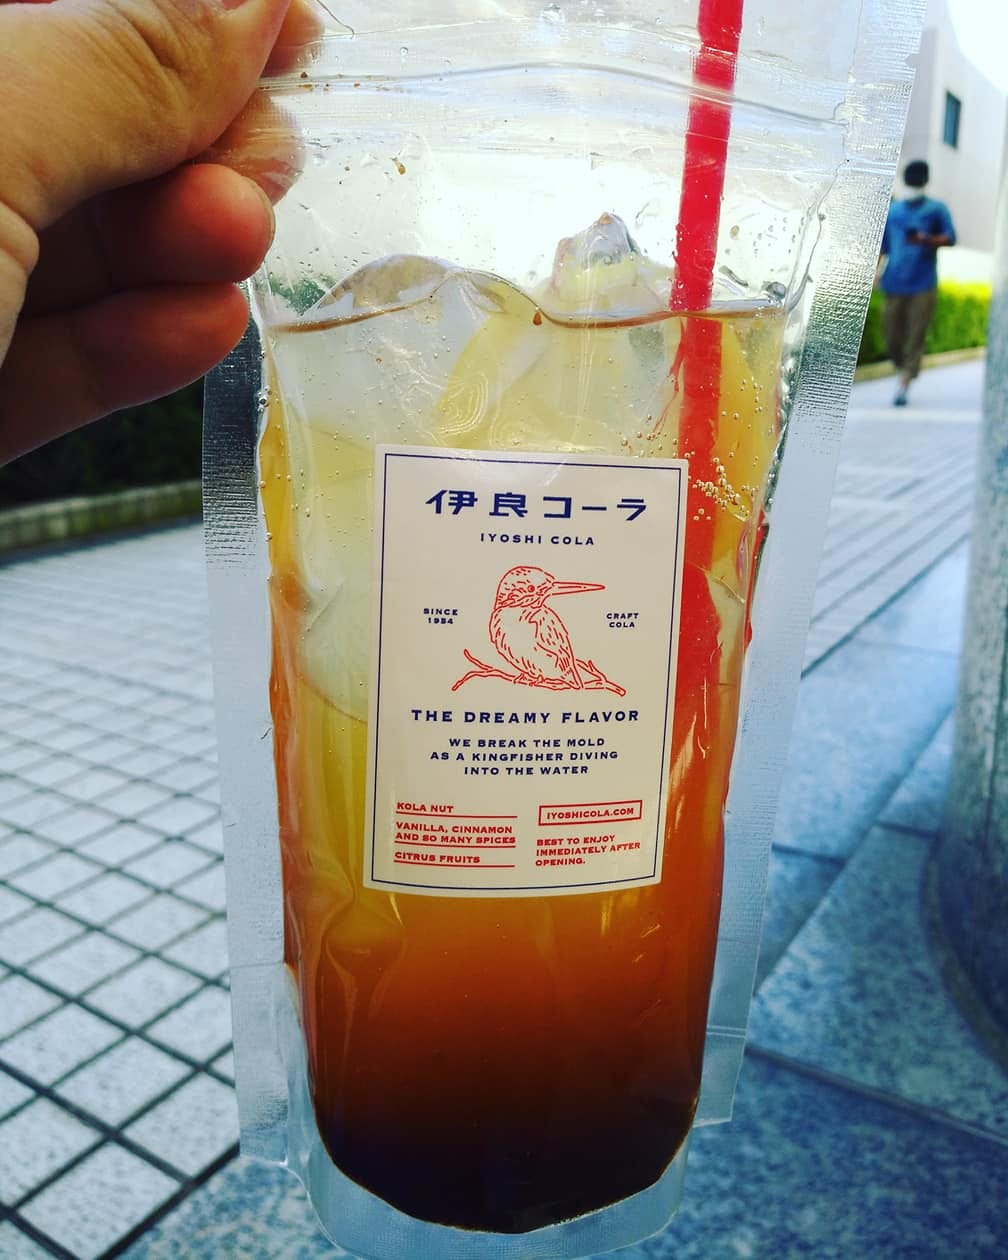 伊良コーラ
IYOSHI COLA
SINCE
1954
CRAFT
COLA
THE DREAMY FLAVOR
WE BREAK THE MOLD
AS A KINGFISHER DIVING
INTO THE WATER
KOLA NUT
VANILLA, CINNAMON
AND SO MANY SPICES
CITRUS FRUITS
IYOSHICOLA.COM
BEST TO ENJOY
IMMEDIATELY AFTER
OPENING.